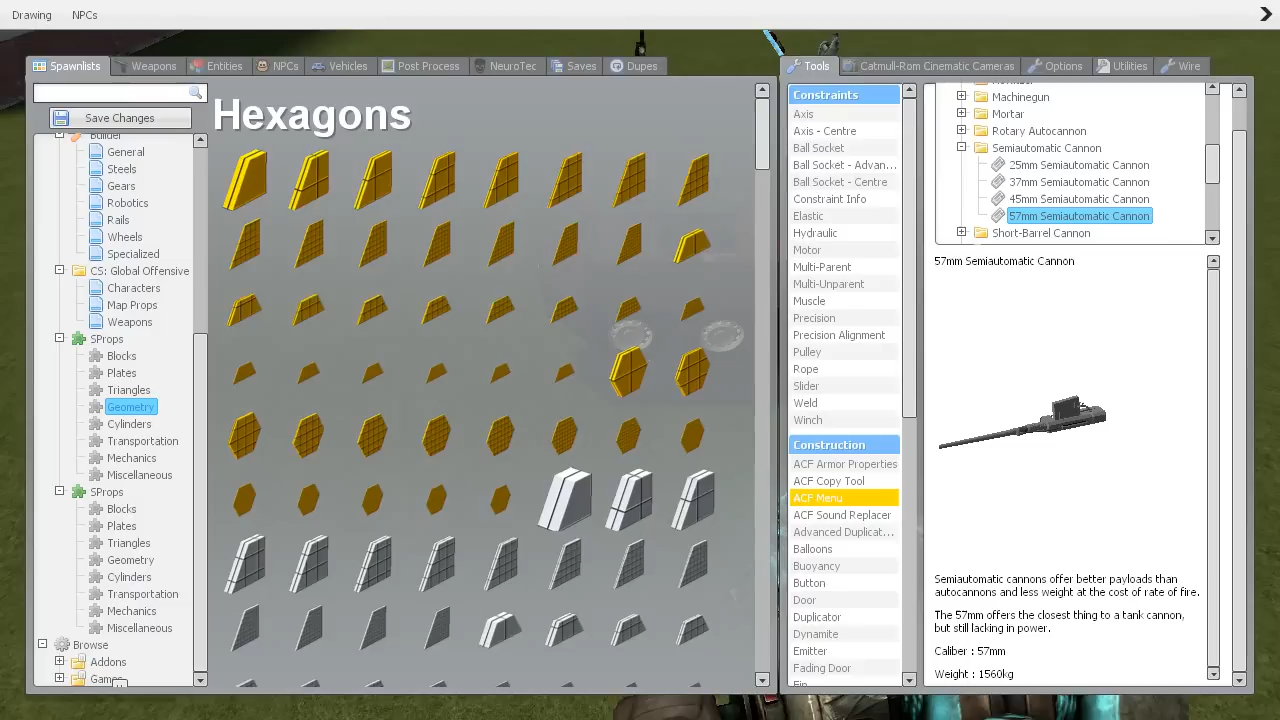 Drawing NPCs
Spawnlists Weapons Entities NPCs Vehicles Post Process NeuroTec Saves Dupes
Save Changes
Builder
General
Steels
Gears
Robotics
Rails
Wheels
Specialized
CS: Global Offensive
Characters
Map Props
Weapons
SProps
Blocks
Plates
Triangles
Geometry
Cylinders
Transportation
Mechanics
Miscellaneous
SProps
Blocks
Plates
Triangles
Geometry
Cylinders
Transportation
Mechanics
Miscellaneous
Browse
Addons
Games
Hexagons
Tools Catmull-Rom Cinematic Cameras Options Utilities Wire
Constraints
Axis
Axis - Centre
Ball Socket
Ball Socket - Advan...
Ball Socket - Centre
Constraint Info
Elastic
Hydraulic
Motor
Multi-Parent
Multi-Unparent
Muscle
Precision
Precision Alignment
Pulley
Rope
Slider
Weld
Winch
Construction
ACF Armor Properties
ACF Copy Tool
ACF Menu
ACF Sound Replacer
Advanced Duplicat...
Balloons
Buoyancy
Button
Door
Duplicator
Dynamite
Emitter
Fading Door
Machinegun
Mortar
Rotary Autocannon
Semiautomatic Cannon
25mm Semiautomatic Cannon
37mm Semiautomatic Cannon
45mm Semiautomatic Cannon
57mm Semiautomatic Cannon
Short-Barrel Cannon
57mm Semiautomatic Cannon
Semiautomatic cannons offer better payloads than
autocannons and less weight at the cost of rate of fire.
The 57mm offers the closest thing to a tank cannon,
but still lacking in power.
Caliber : 57mm
Weight : 1560kg